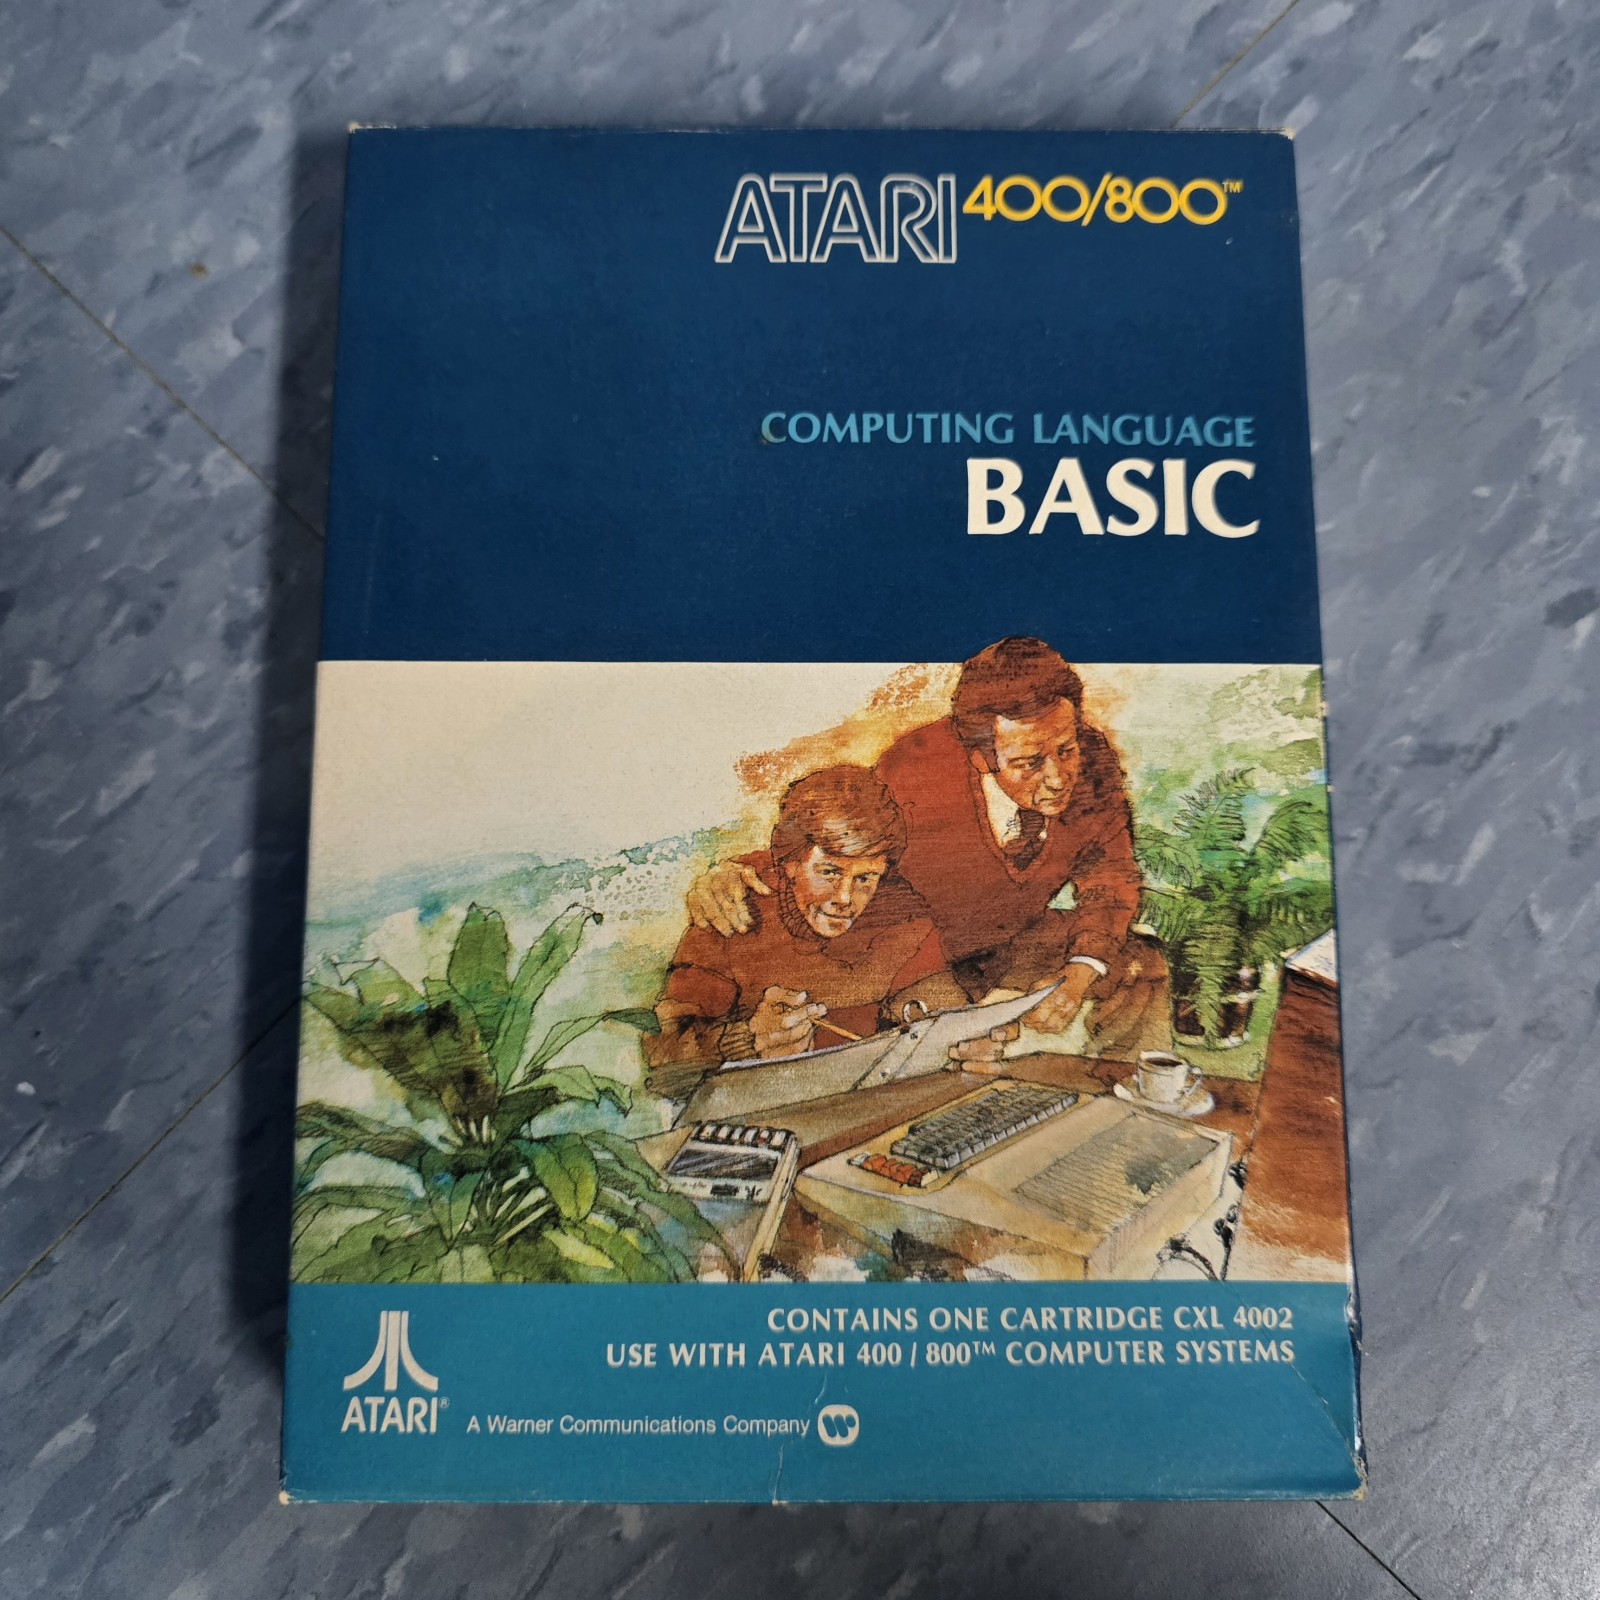 ATARI 400/800™
COMPUTING LANGUAGE
BASIC
CONTAINS ONE CARTRIDGE CXL 4002
USE WITH ATARI 400 / 800™ COMPUTER SYSTEMS
ATARI®
A Warner Communications Company